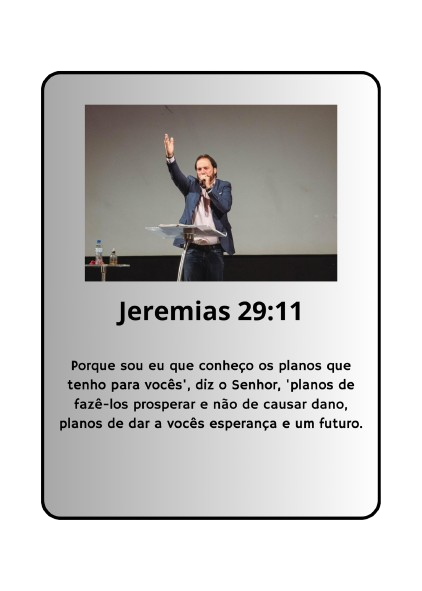 Jeremias 29:11
Porque sou eu que conheço os planos que
tenho para vocês', diz o Senhor, 'planos de
fazê-los prosperar e não de causar dano,
planos de dar a vocês esperança e um futuro.